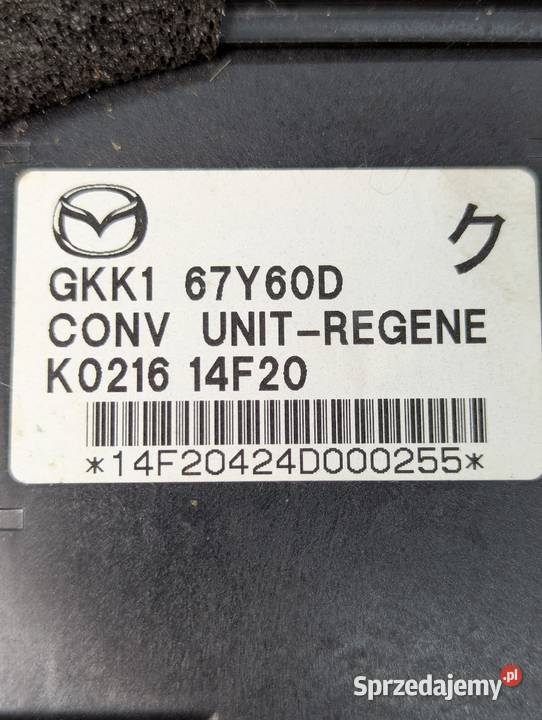 ク
GKK1 67Y60D
CONV UNIT-REGENE
K0216 14F20
*14F20424D000255*
Sprzedajemy.pl